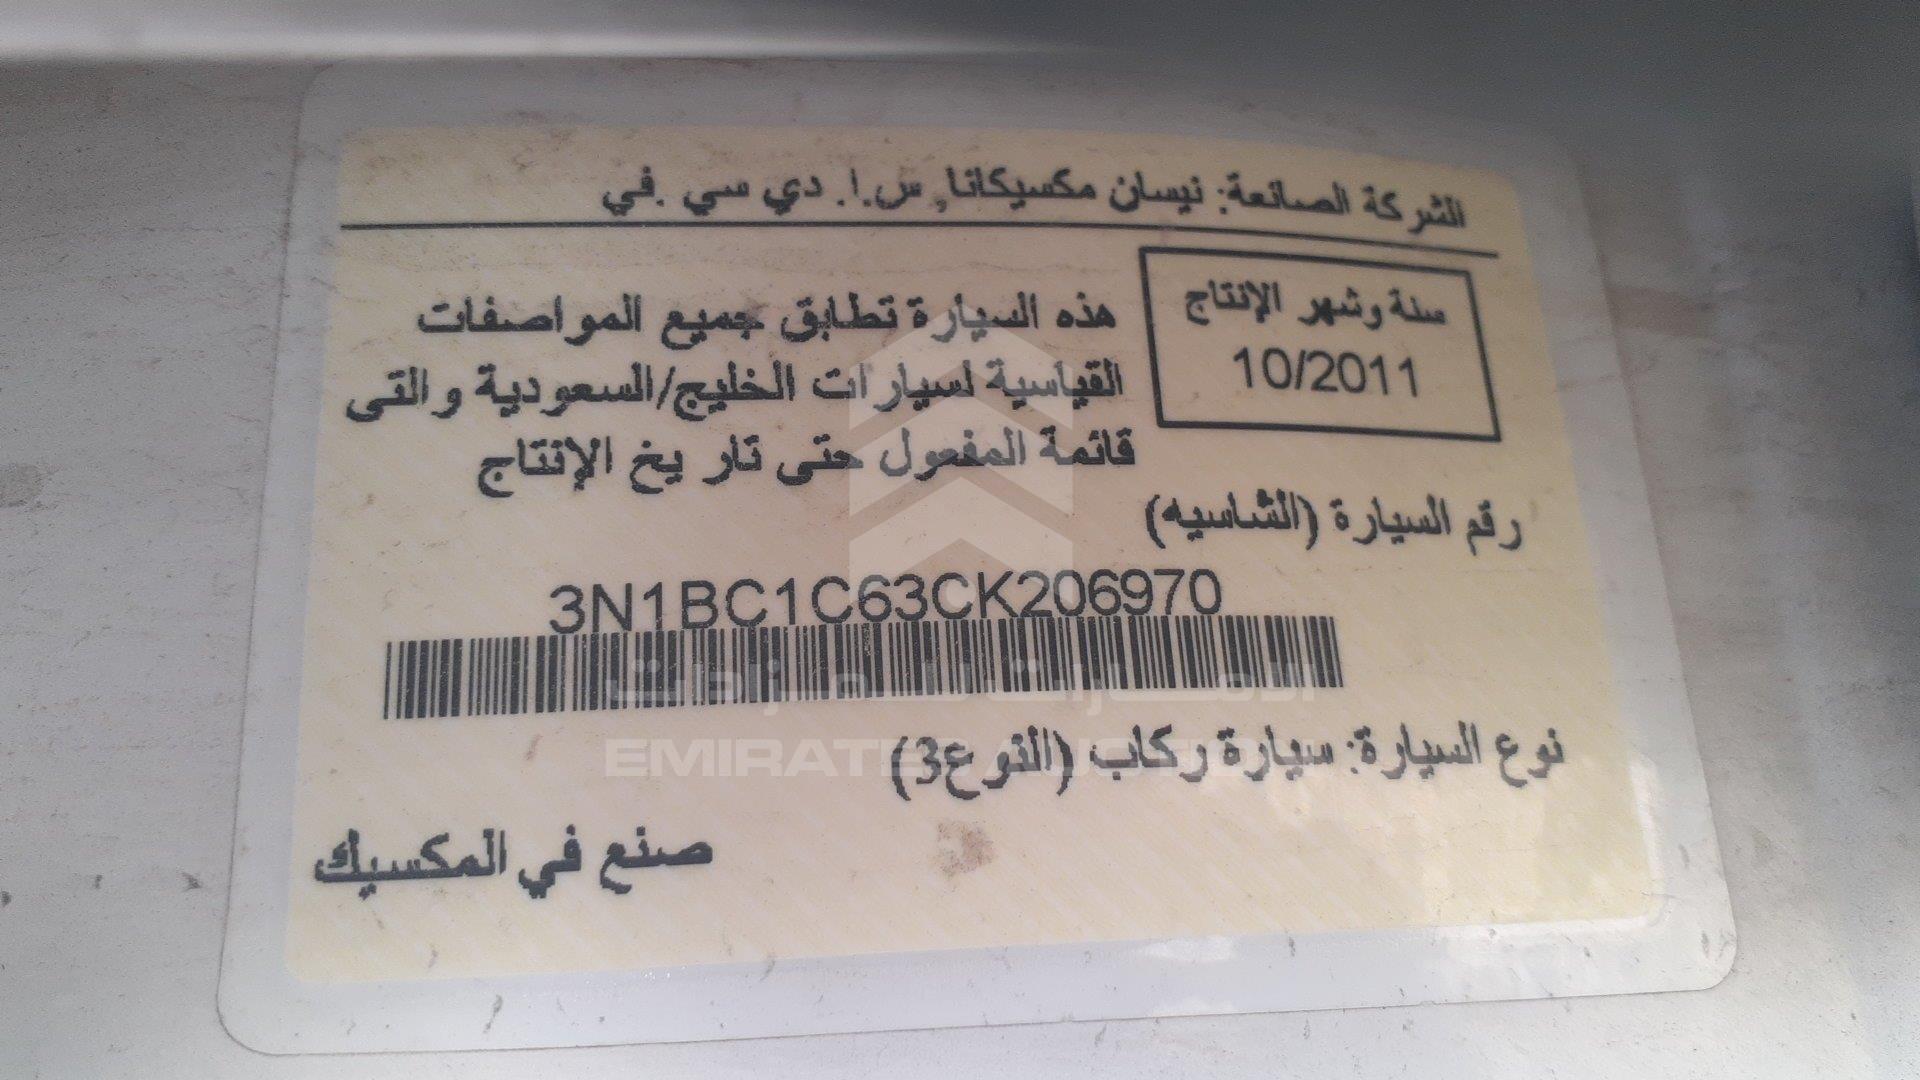 الشركة الصانعة: نيسان مكسيكانا, س.ا. دي سي .في
سنة وشهر الإنتاج
10/2011
هذه السيارة تطابق جميع المواصفات
القياسية لسيارات الخليج/السعودية والتى
قائمة المفعول حتى تاريخ الإنتاج
رقم السيارة (الشاسيه)
3N1BC1C63CK206970
الامارات للمزادات
EMIRATES AUCTION
نوع السيارة: سيارة ركاب (النوع3)
صنع في المكسيك